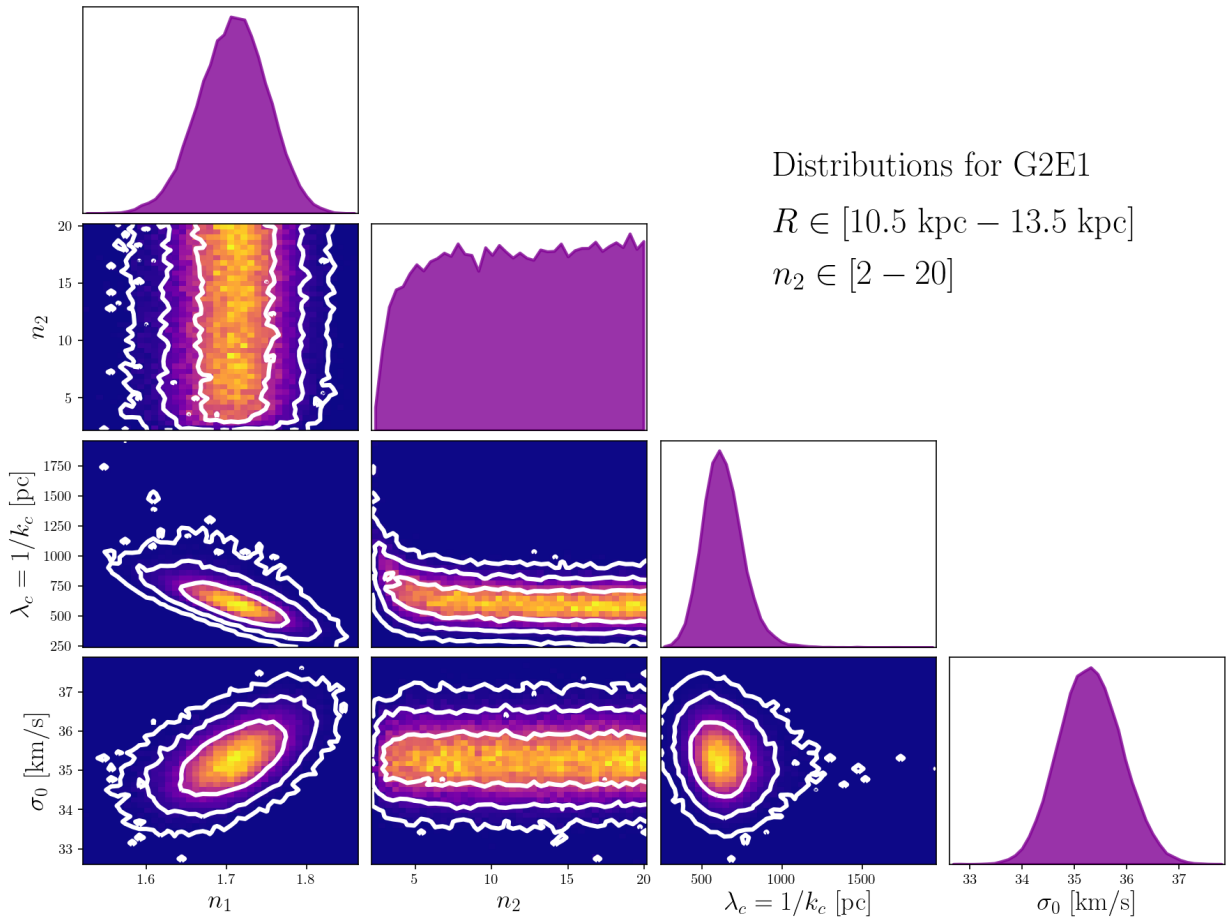 Distributions for G2E1
R ∈ [10.5 kpc − 13.5 kpc]
n₂ ∈ [2 − 20]
20
15
10
5
n₂
1750
1500
1250
1000
750
500
250
λ_c = 1/k_c [pc]
37
36
35
34
33
σ₀ [km/s]
1.6 1.7 1.8
n₁
5 10 15 20
n₂
500 1000 1500
λ_c = 1/k_c [pc]
33 34 35 36 37
σ₀ [km/s]